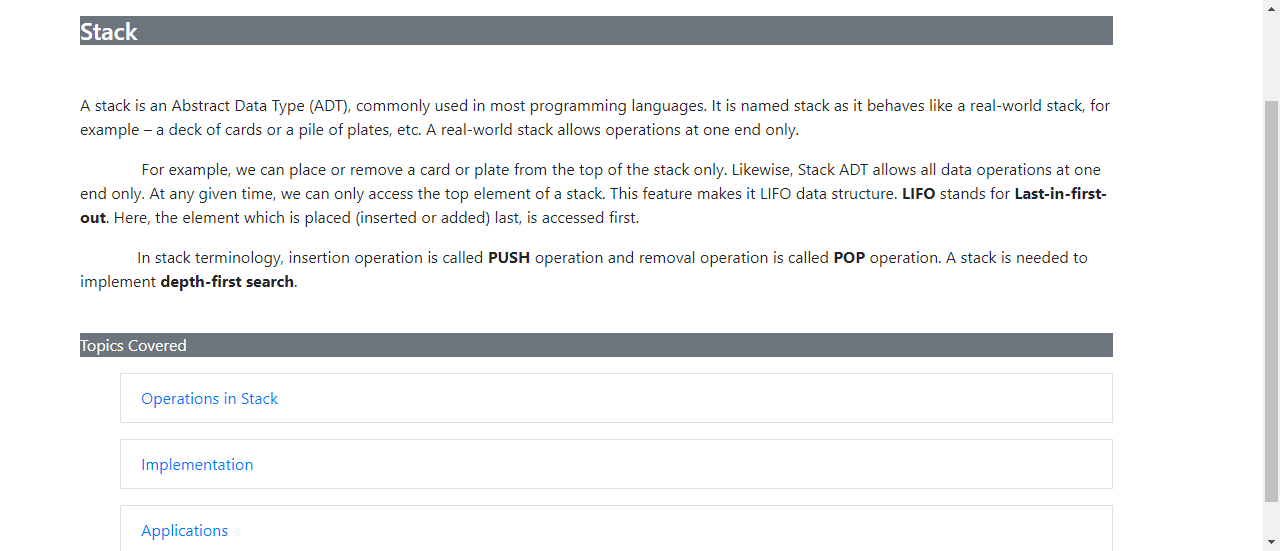 Stack
A stack is an Abstract Data Type (ADT), commonly used in most programming languages. It is named stack as it behaves like a real-world stack, for
example – a deck of cards or a pile of plates, etc. A real-world stack allows operations at one end only.
For example, we can place or remove a card or plate from the top of the stack only. Likewise, Stack ADT allows all data operations at one
end only. At any given time, we can only access the top element of a stack. This feature makes it LIFO data structure. LIFO stands for Last-in-first-
out. Here, the element which is placed (inserted or added) last, is accessed first.
In stack terminology, insertion operation is called PUSH operation and removal operation is called POP operation. A stack is needed to
implement depth-first search.
Topics Covered
Operations in Stack
Implementation
Applications